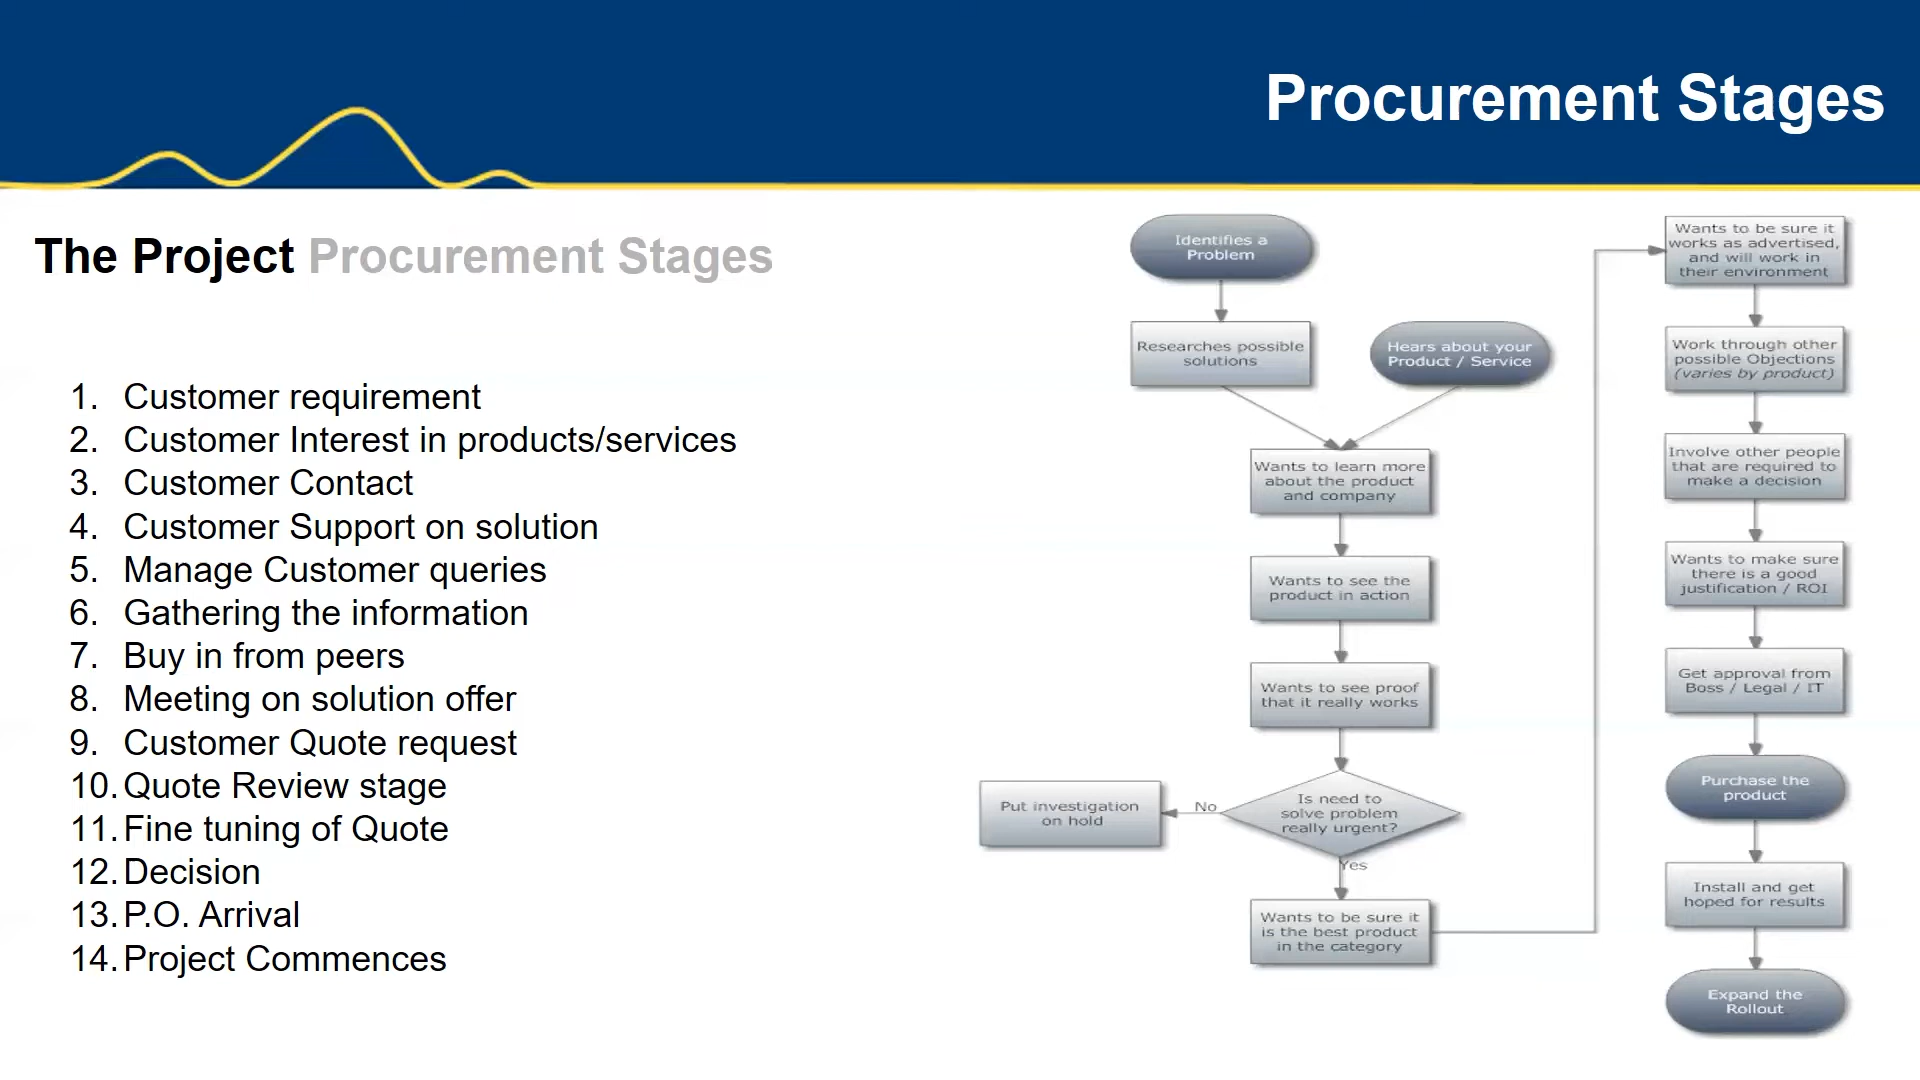 Procurement Stages
The Project Procurement Stages
1. Customer requirement
2. Customer Interest in products/services
3. Customer Contact
4. Customer Support on solution
5. Manage Customer queries
6. Gathering the information
7. Buy in from peers
8. Meeting on solution offer
9. Customer Quote request
10. Quote Review stage
11. Fine tuning of Quote
12. Decision
13. P.O. Arrival
14. Project Commences
Identifies a
Problem
Researches possible
solutions
Hears about your
Product / Service
Wants to learn more
about the product
and company
Wants to see the
product in action
Wants to see proof
that it really works
Is need to
solve problem
really urgent?
No
Put investigation
on hold
Yes
Wants to be sure it
is the best product
in the category
Wants to be sure it
works as advertised,
and will work in
their environment
Work through other
possible Objections
(varies by product)
Involve other people
that are required to
make a decision
Wants to make sure
there is a good
justification / ROI
Get approval from
Boss / Legal / IT
Purchase the
product
Install and get
hoped for results
Expand the
Rollout